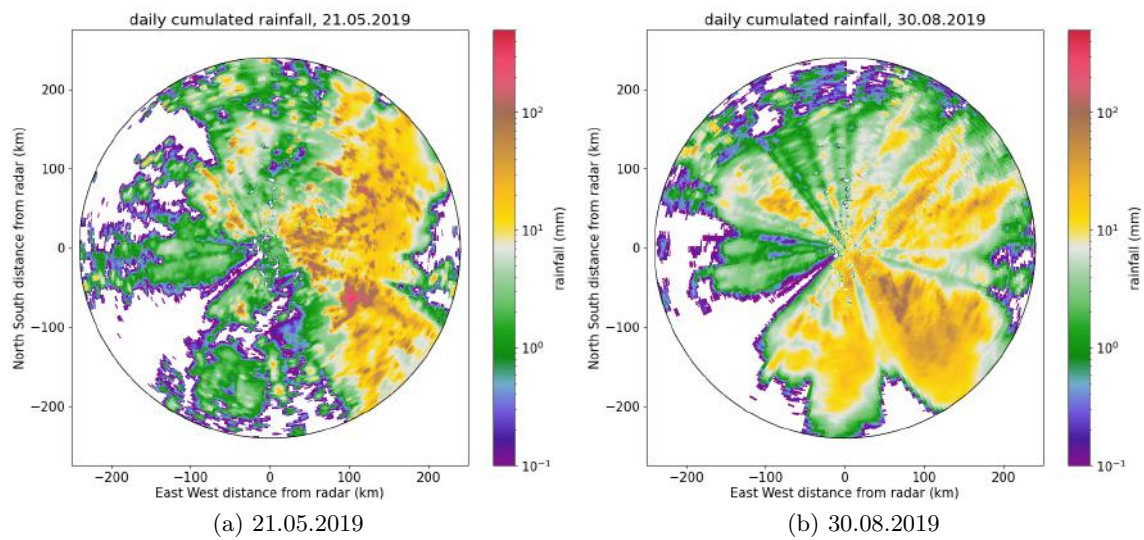 daily cumulated rainfall, 21.05.2019
North South distance from radar (km)
200
100
0
−100
−200
−200 −100 0 100 200
East West distance from radar (km)
10²
10¹
10⁰
10⁻¹
rainfall (mm)
(a) 21.05.2019
daily cumulated rainfall, 30.08.2019
North South distance from radar (km)
200
100
0
−100
−200
−200 −100 0 100 200
East West distance from radar (km)
10²
10¹
10⁰
10⁻¹
rainfall (mm)
(b) 30.08.2019